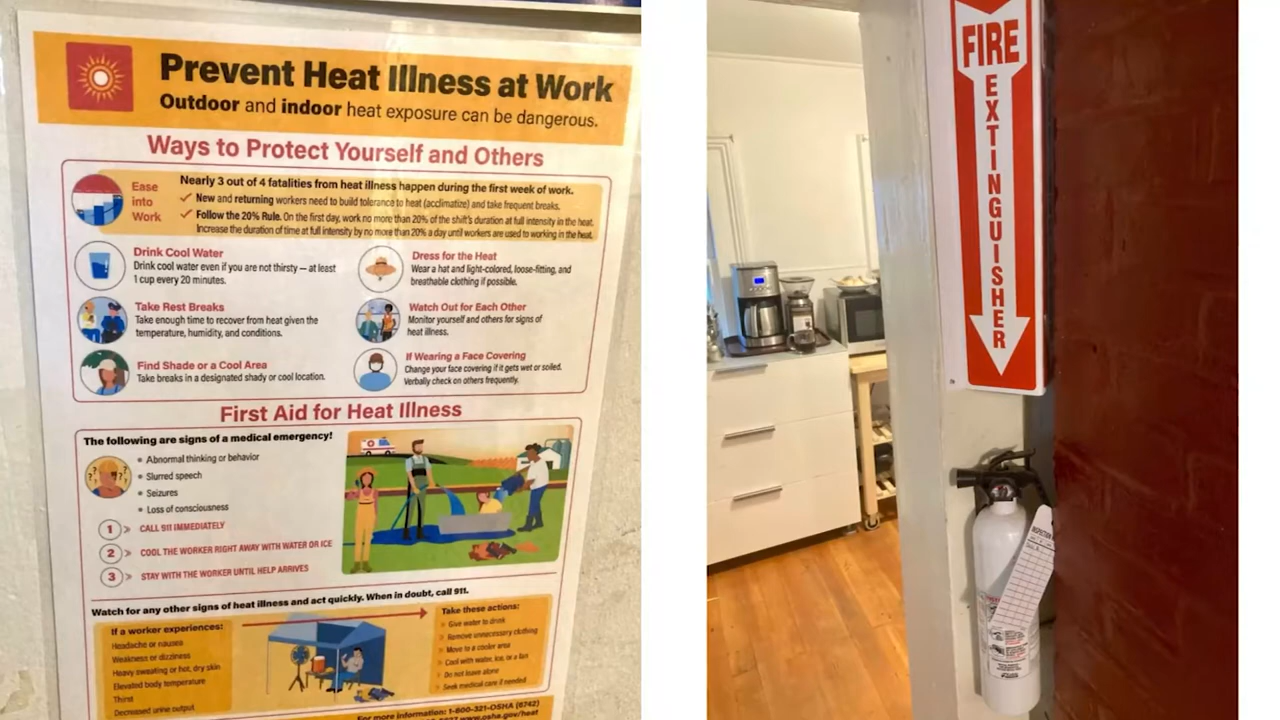 Prevent Heat Illness at Work
Outdoor and indoor heat exposure can be dangerous.
Ways to Protect Yourself and Others
Ease
into
Work
Nearly 3 out of 4 fatalities from heat illness happen during the first week of work.
New and returning workers need to build tolerance to heat (acclimatize) and take frequent breaks.
Follow the 20% Rule. On the first day, work no more than 20% of the shift's duration at full intensity in the heat.
Increase the duration of time at full intensity by no more than 20% a day until workers are used to working in the heat.
Drink Cool Water
Drink cool water even if you are not thirsty — at least
1 cup every 20 minutes.
Dress for the Heat
Wear a hat and light-colored, loose-fitting, and
breathable clothing if possible.
Take Rest Breaks
Take enough time to recover from heat given the
temperature, humidity, and conditions.
Watch Out for Each Other
Monitor yourself and others for signs of
heat illness.
Find Shade or a Cool Area
Take breaks in a designated shady or cool location.
If Wearing a Face Covering
Change your face covering if it gets wet or soiled.
Verbally check on others frequently.
First Aid for Heat Illness
The following are signs of a medical emergency!
• Abnormal thinking or behavior
• Slurred speech
• Seizures
• Loss of consciousness
1 CALL 911 IMMEDIATELY
2 COOL THE WORKER RIGHT AWAY WITH WATER OR ICE
3 STAY WITH THE WORKER UNTIL HELP ARRIVES
Watch for any other signs of heat illness and act quickly. When in doubt, call 911.
If a worker experiences:
Headache or nausea
Weakness or dizziness
Heavy sweating or hot, dry skin
Elevated body temperature
Thirst
Decreased urine output
Take these actions:
Give water to drink
Remove unnecessary clothing
Move to a cooler area
Cool with water, ice, or a fan
Do not leave alone
Seek medical care if needed
For more information: 1-800-321-OSHA (6742)
www.osha.gov/heat
FIRE
EXTINGUISHER